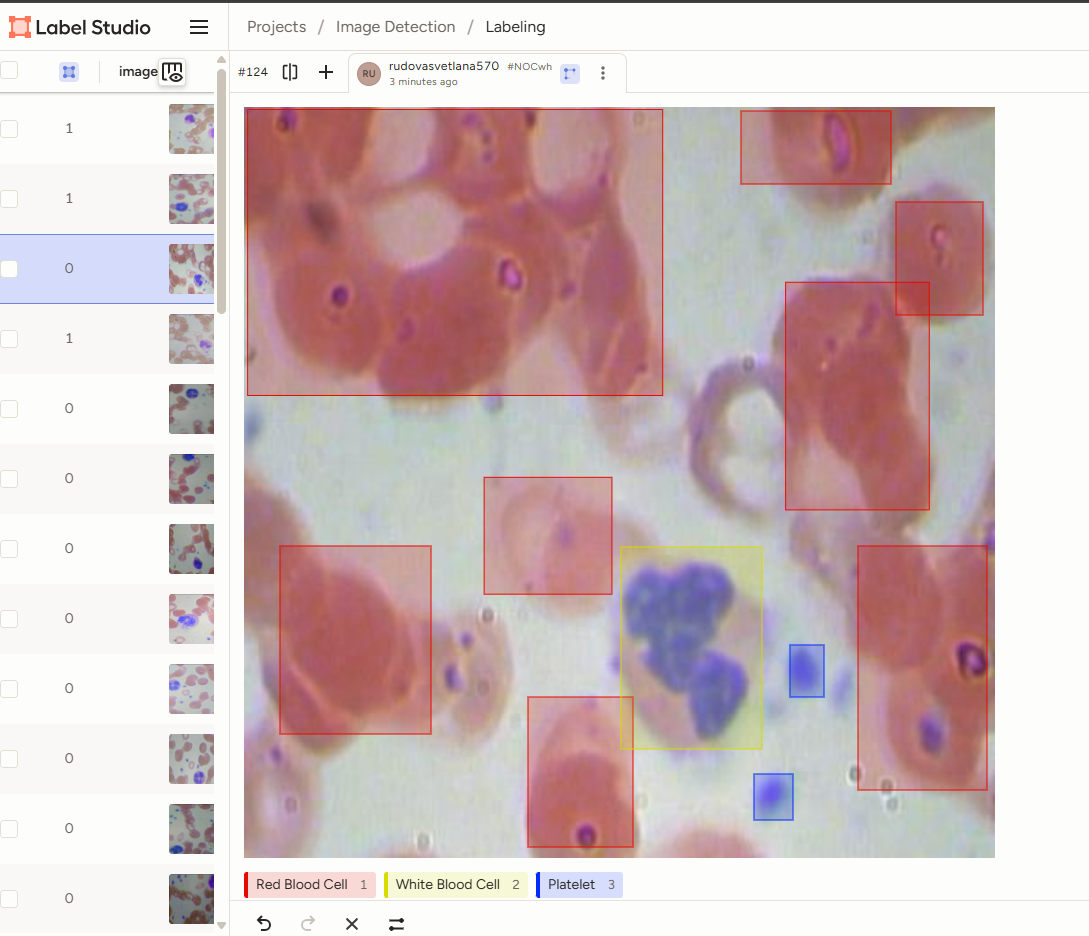 Label Studio
Projects / Image Detection / Labeling
image
#124
RU
rudovasvetlana570 #NOCwh
3 minutes ago
1
1
0
1
0
0
0
0
0
0
0
0
Red Blood Cell 1
White Blood Cell 2
Platelet 3